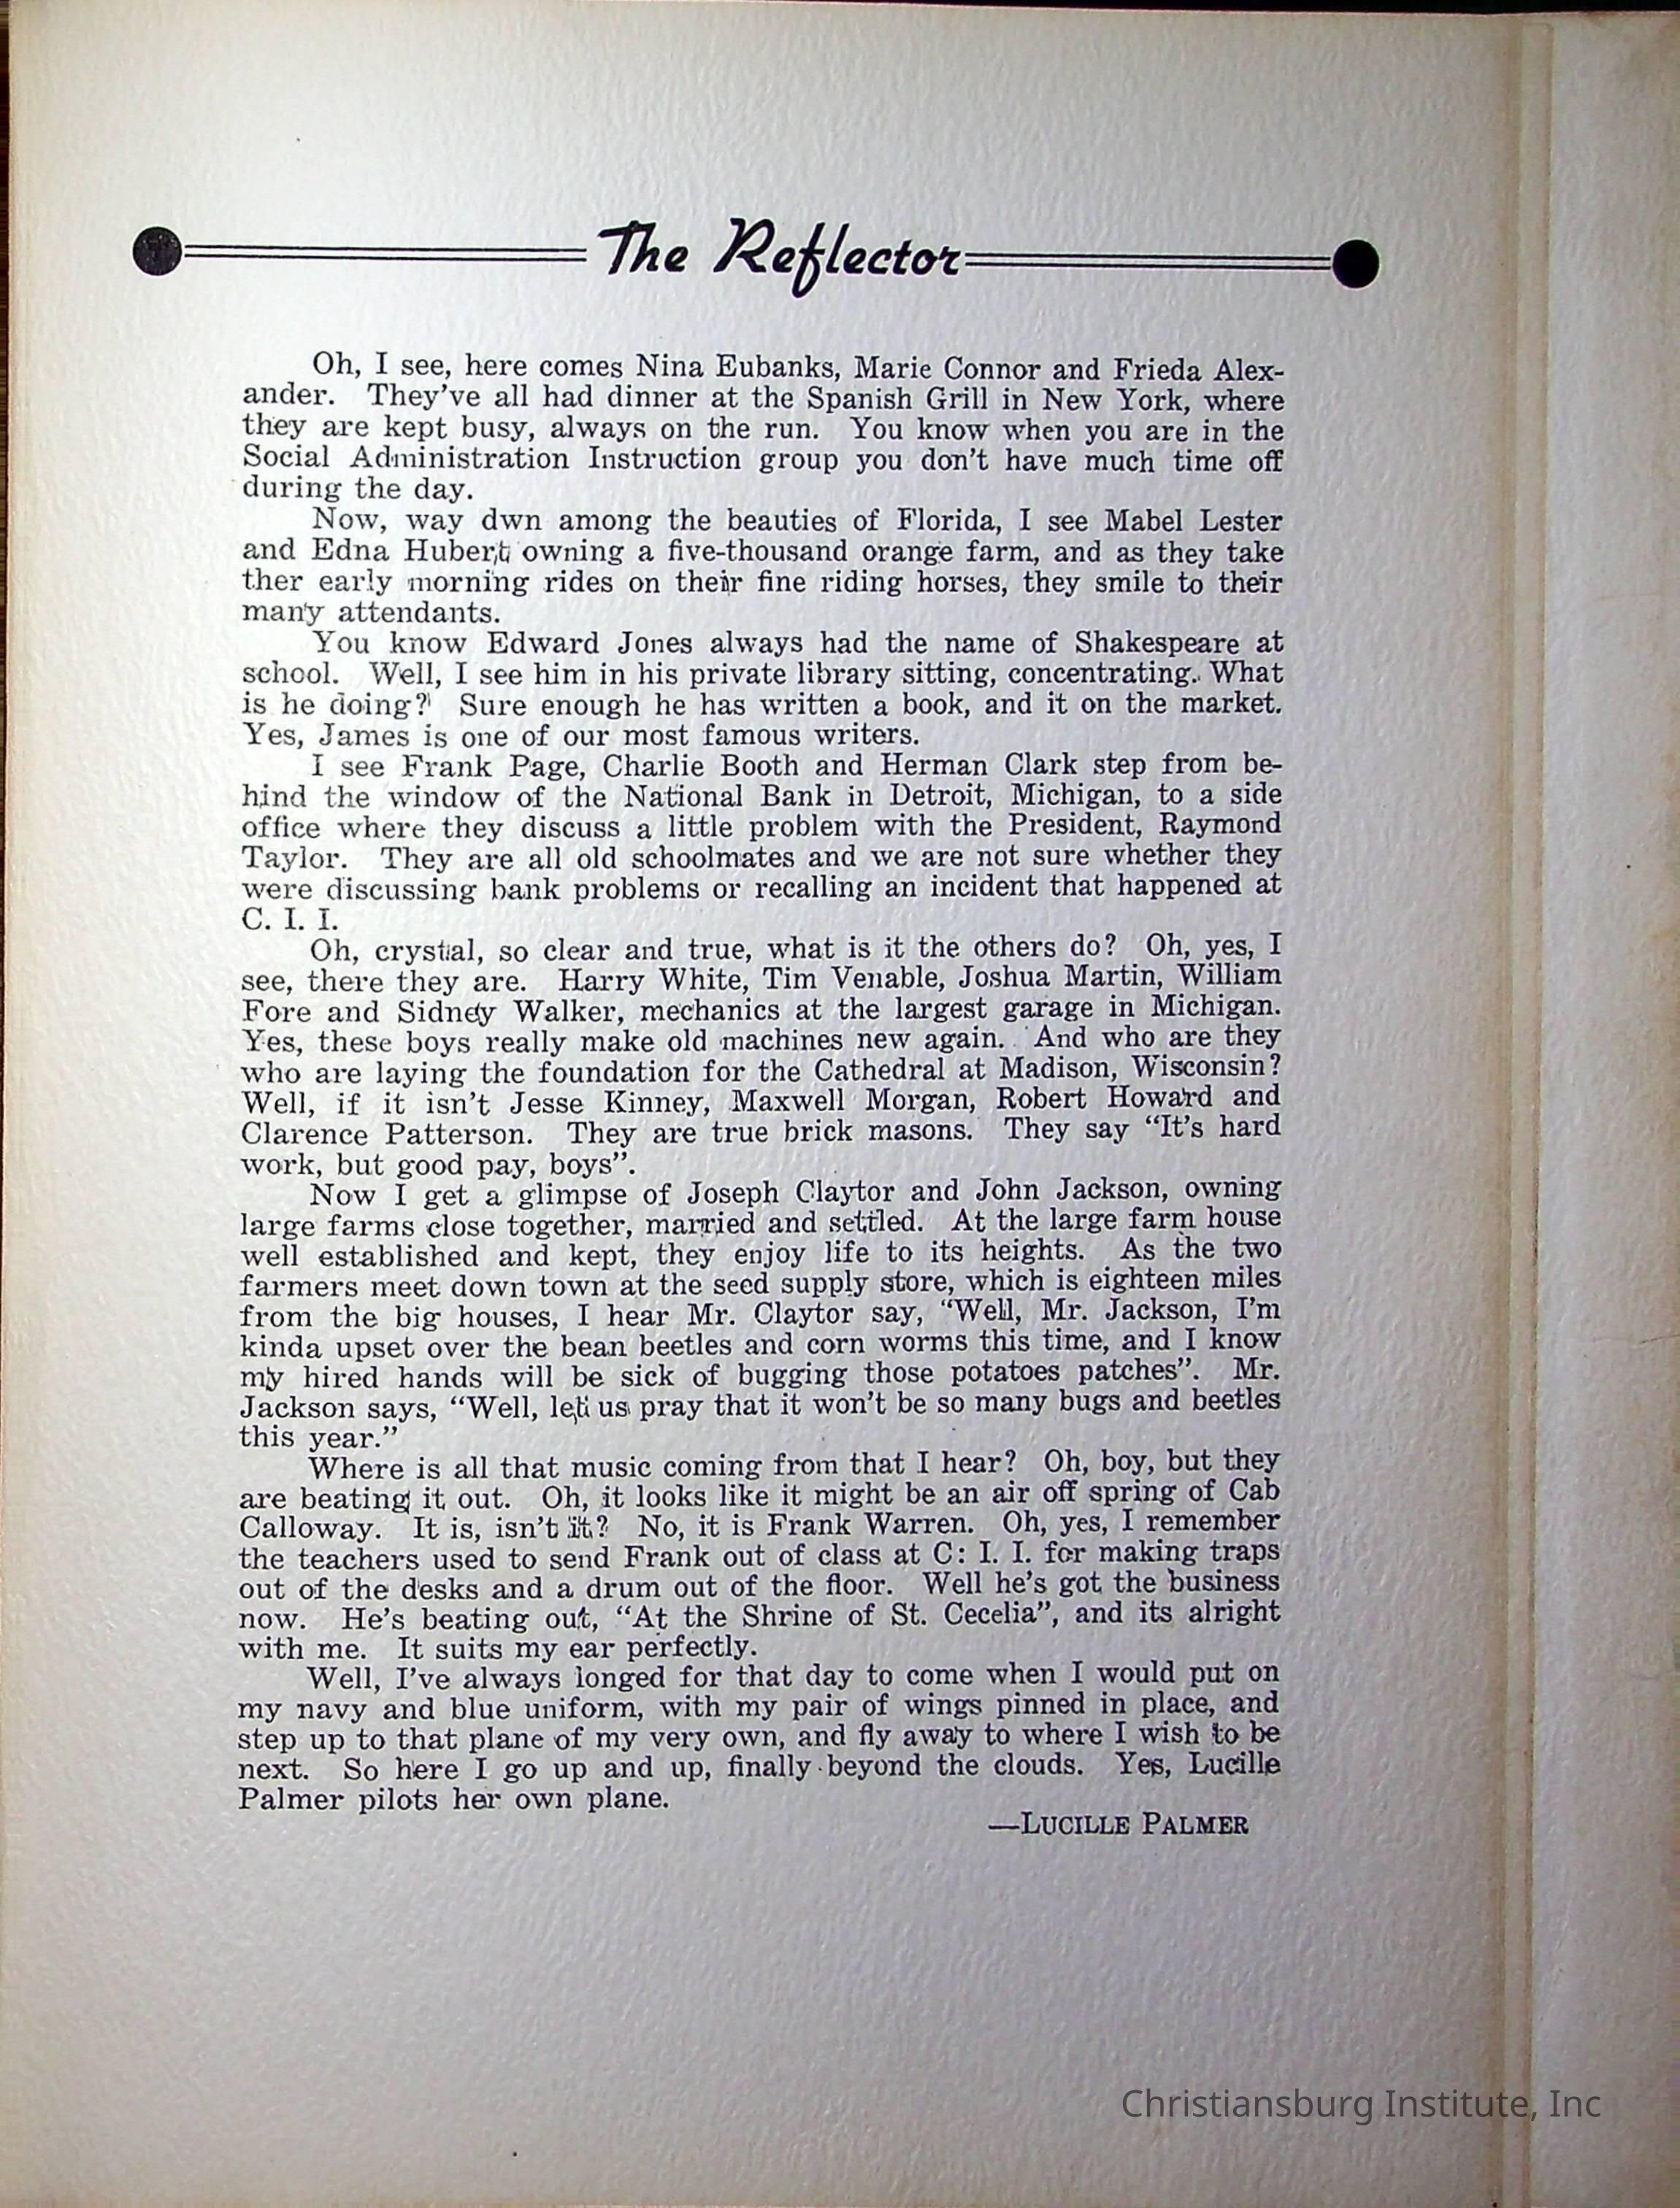 The Reflector
Oh, I see, here comes Nina Eubanks, Marie Connor and Frieda Alex-
ander. They've all had dinner at the Spanish Grill in New York, where
they are kept busy, always on the run. You know when you are in the
Social Administration Instruction group you don't have much time off
during the day.
Now, way dwn among the beauties of Florida, I see Mabel Lester
and Edna Hubert owning a five-thousand orange farm, and as they take
ther early morning rides on their fine riding horses, they smile to their
many attendants.
You know Edward Jones always had the name of Shakespeare at
school. Well, I see him in his private library sitting, concentrating. What
is he doing? Sure enough he has written a book, and it on the market.
Yes, James is one of our most famous writers.
I see Frank Page, Charlie Booth and Herman Clark step from be-
hind the window of the National Bank in Detroit, Michigan, to a side
office where they discuss a little problem with the President, Raymond
Taylor. They are all old schoolmates and we are not sure whether they
were discussing bank problems or recalling an incident that happened at
C. I. I.
Oh, crystal, so clear and true, what is it the others do? Oh, yes, I
see, there they are. Harry White, Tim Venable, Joshua Martin, William
Fore and Sidney Walker, mechanics at the largest garage in Michigan.
Yes, these boys really make old machines new again. And who are they
who are laying the foundation for the Cathedral at Madison, Wisconsin?
Well, if it isn't Jesse Kinney, Maxwell Morgan, Robert Howard and
Clarence Patterson. They are true brick masons. They say "It's hard
work, but good pay, boys".
Now I get a glimpse of Joseph Claytor and John Jackson, owning
large farms close together, married and settled. At the large farm house
well established and kept, they enjoy life to its heights. As the two
farmers meet down town at the seed supply store, which is eighteen miles
from the big houses, I hear Mr. Claytor say, "Well, Mr. Jackson, I'm
kinda upset over the bean beetles and corn worms this time, and I know
my hired hands will be sick of bugging those potatoes patches". Mr.
Jackson says, "Well, let us pray that it won't be so many bugs and beetles
this year."
Where is all that music coming from that I hear? Oh, boy, but they
are beating it out. Oh, it looks like it might be an air off spring of Cab
Calloway. It is, isn't it? No, it is Frank Warren. Oh, yes, I remember
the teachers used to send Frank out of class at C: I. I. for making traps
out of the desks and a drum out of the floor. Well he's got the business
now. He's beating out, "At the Shrine of St. Cecelia", and its alright
with me. It suits my ear perfectly.
Well, I've always longed for that day to come when I would put on
my navy and blue uniform, with my pair of wings pinned in place, and
step up to that plane of my very own, and fly away to where I wish to be
next. So here I go up and up, finally beyond the clouds. Yes, Lucille
Palmer pilots her own plane.
—LUCILLE PALMER
Christiansburg Institute, Inc